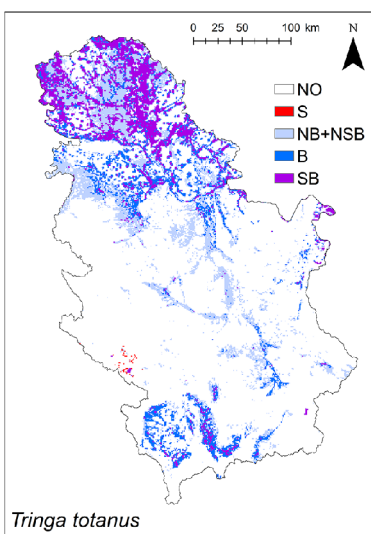 0 25 50 100 km
N
NO
S
NB+NSB
B
SB
Tringa totanus